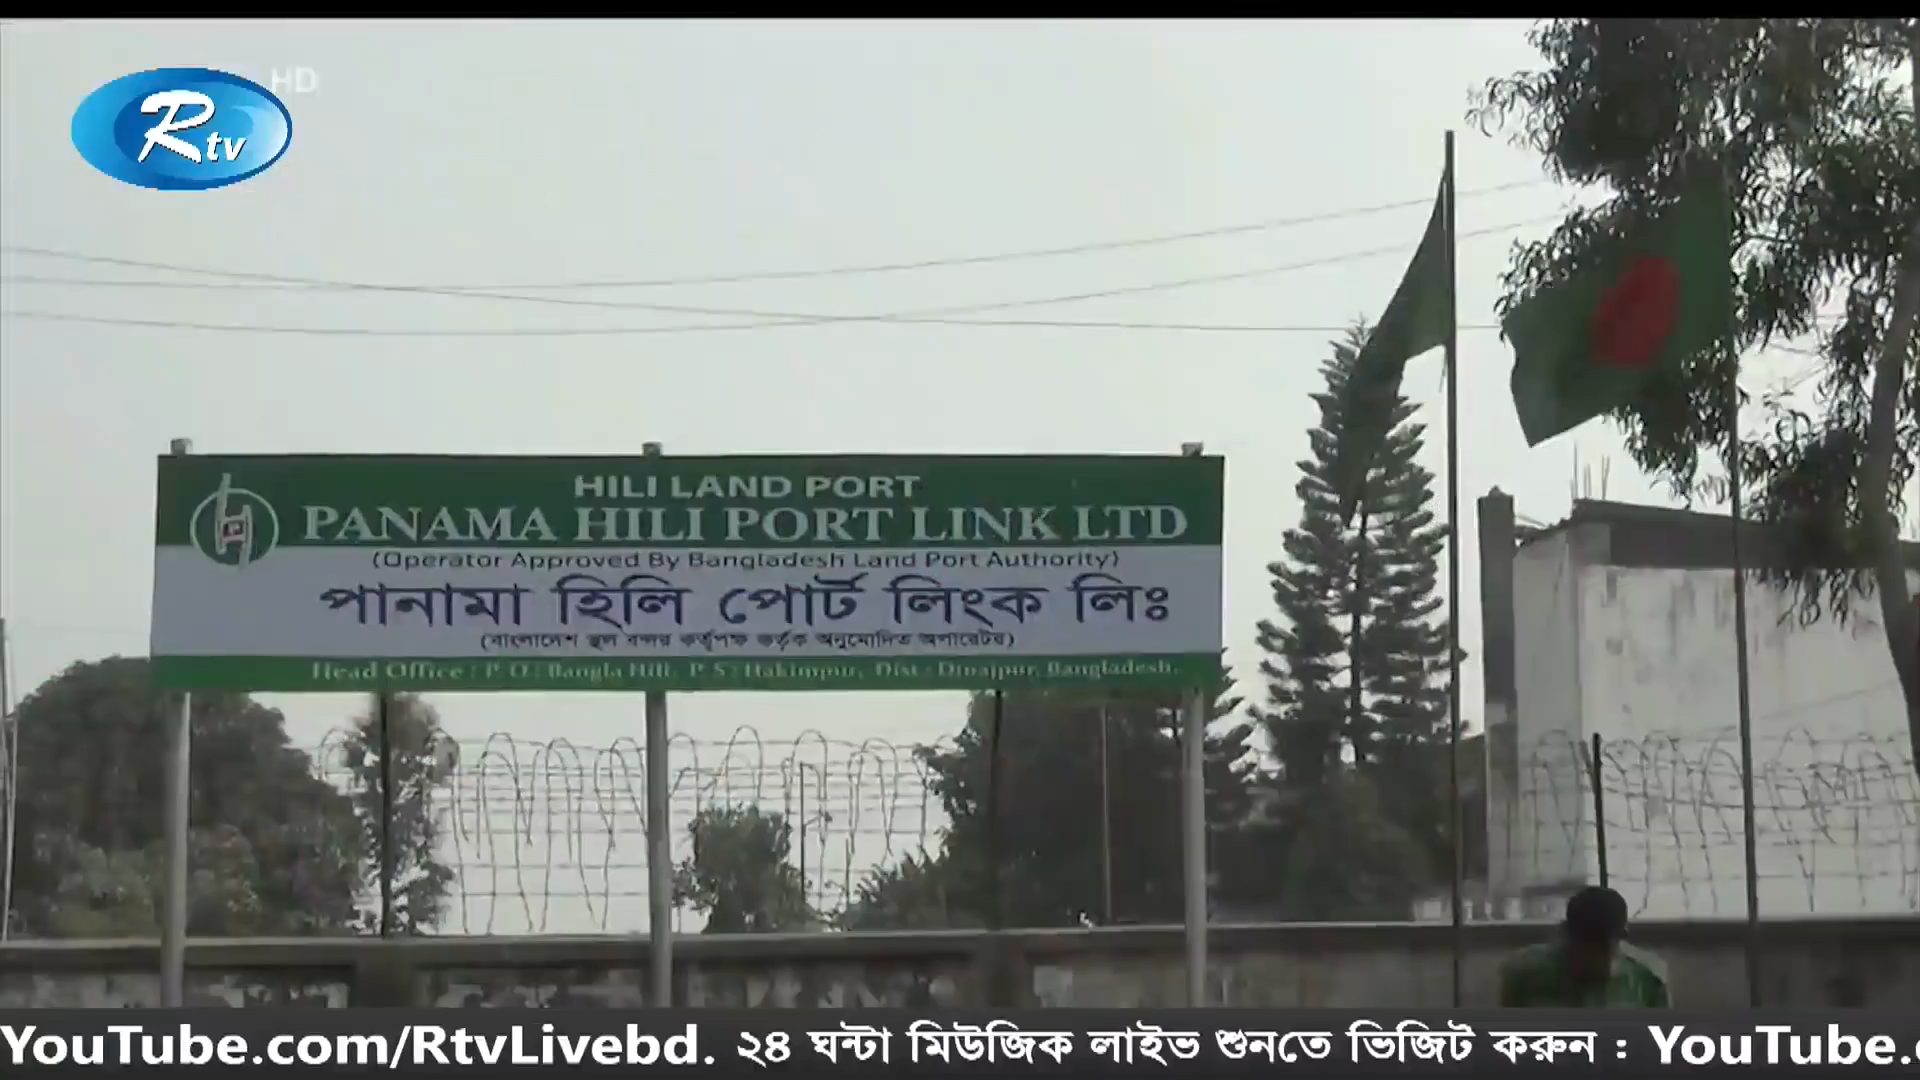 HD
Rtv
HILI LAND PORT
PANAMA HILI PORT LINK LTD
(Operator Approved By Bangladesh Land Port Authority)
পানামা হিলি পোর্ট লিংক লিঃ
(বাংলাদেশ স্থল বন্দর কর্তৃপক্ষ কর্তৃক অনুমোদিত অপারেটর)
Head Office : P.O : Bangla Hili, P.S : Hakimpur, Dist : Dinajpur, Bangladesh.
YouTube.com/RtvLivebd. ২৪ ঘন্টা মিউজিক লাইভ শুনতে ভিজিট করুন : YouTube.